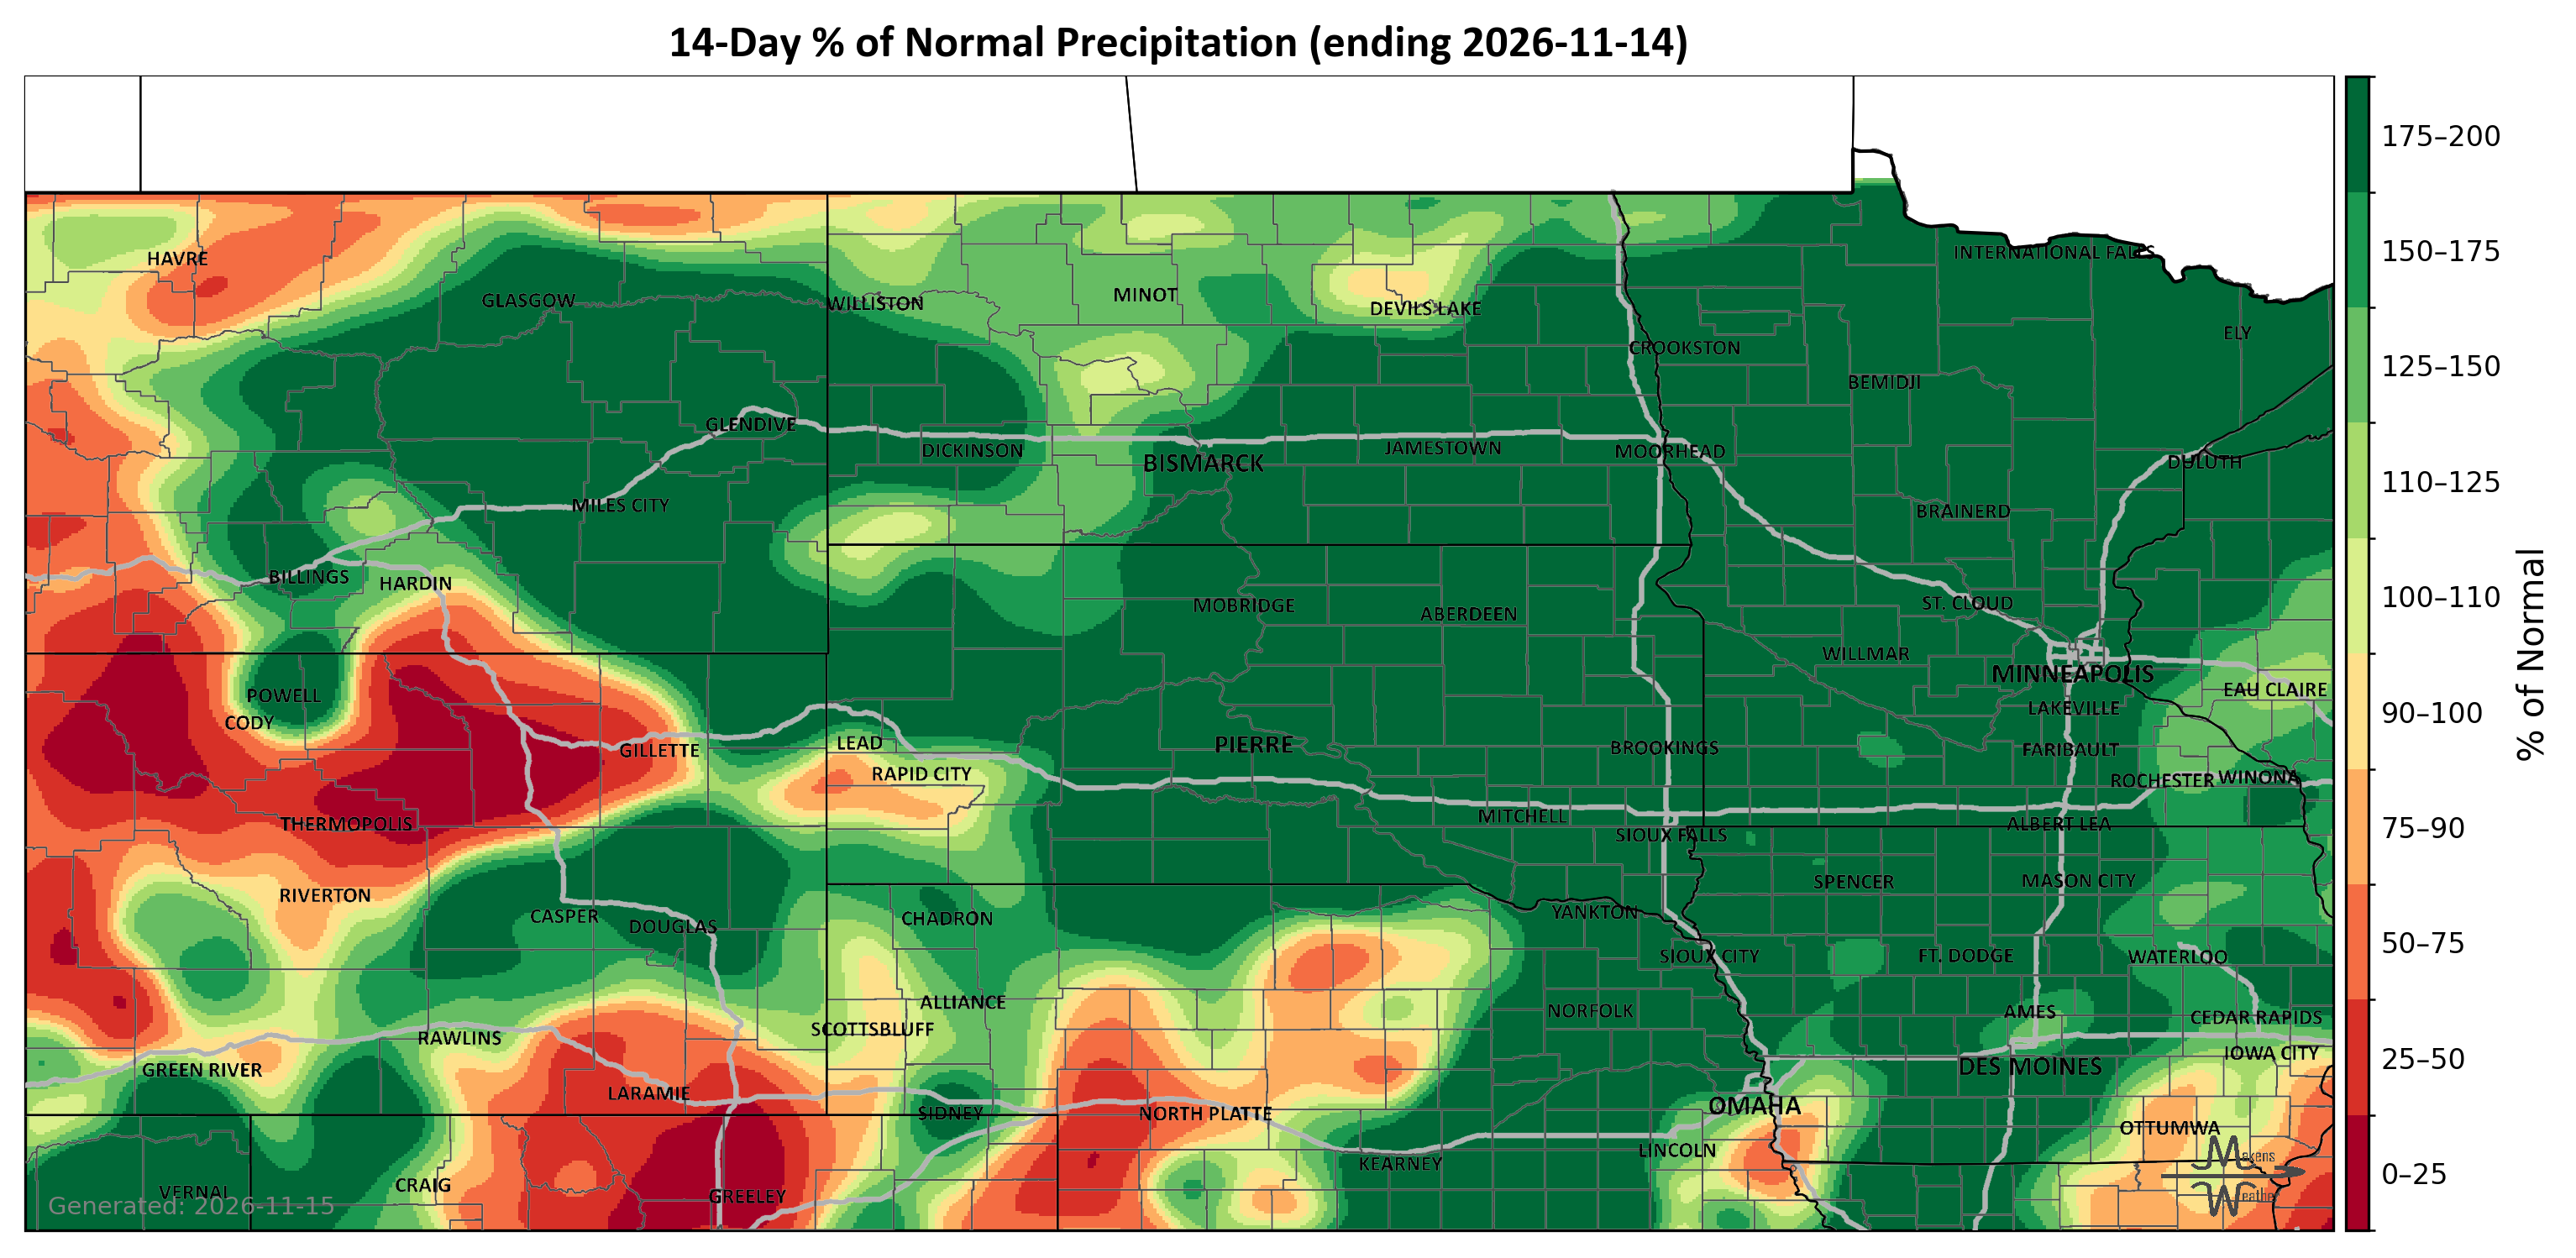 14-Day % of Normal Precipitation (ending 2026-11-14)
175–200
150–175
125–150
110–125
100–110
90–100
75–90
50–75
25–50
0–25
% of Normal
HAVRE
INTERNATIONAL FALLS
GLASGOW
WILLISTON
MINOT
DEVILS LAKE
ELY
CROOKSTON
BEMIDJI
GLENDIVE
DICKINSON
BISMARCK
JAMESTOWN
MOORHEAD
DULUTH
MILES CITY
BRAINERD
BILLINGS
HARDIN
MOBRIDGE
ABERDEEN
ST. CLOUD
WILLMAR
MINNEAPOLIS
POWELL
EAU CLAIRE
CODY
LAKEVILLE
GILLETTE
LEAD
PIERRE
BROOKINGS
FARIBAULT
RAPID CITY
ROCHESTER
WINONA
THERMOPOLIS
MITCHELL
SIOUX FALLS
ALBERT LEA
RIVERTON
SPENCER
MASON CITY
CASPER
DOUGLAS
CHADRON
YANKTON
SIOUX CITY
FT. DODGE
WATERLOO
ALLIANCE
NORFOLK
AMES
CEDAR RAPIDS
RAWLINS
SCOTTSBLUFF
GREEN RIVER
DES MOINES
IOWA CITY
LARAMIE
SIDNEY
NORTH PLATTE
OMAHA
OTTUMWA
LINCOLN
KEARNEY
VERNAL
CRAIG
GREELEY
Makens
Weather
Generated: 2026-11-15